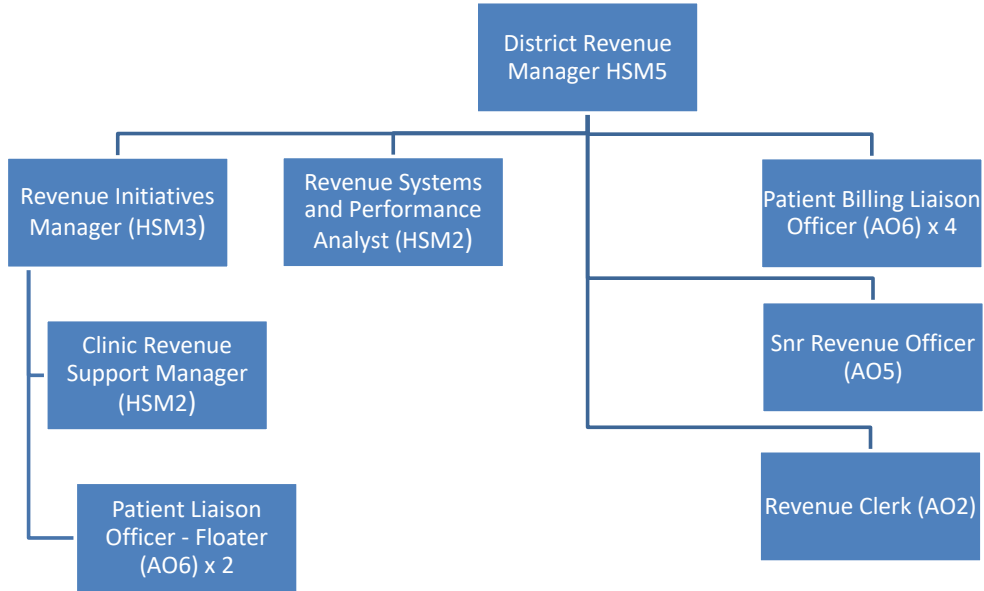 District Revenue
Manager HSM5
Revenue Initiatives
Manager (HSM3)
Revenue Systems
and Performance
Analyst (HSM2)
Patient Billing Liaison
Officer (AO6) x 4
Clinic Revenue
Support Manager
(HSM2)
Snr Revenue Officer
(AO5)
Patient Liaison
Officer - Floater
(AO6) x 2
Revenue Clerk (AO2)